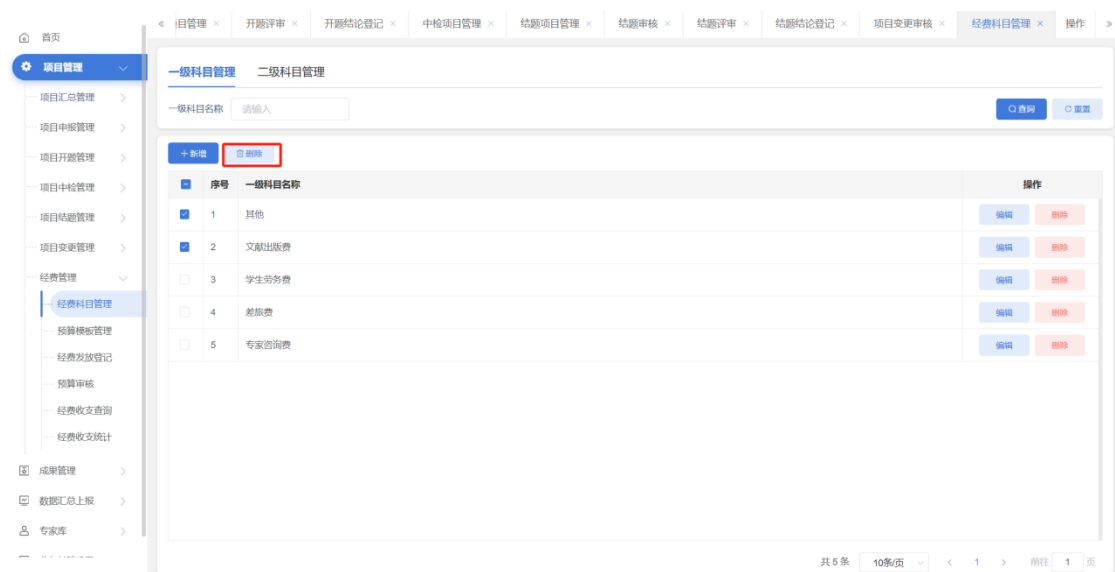 « 项目管理 × 开题评审 × 开题结论登记 × 中检项目管理 × 结题项目管理 × 结题审核 × 结题评审 × 结题结论登记 × 项目变更审核 × 经费科目管理 × 操作 »
首页
项目管理
项目汇总管理
项目申报管理
项目开题管理
项目中检管理
项目结题管理
项目变更管理
经费管理
经费科目管理
预算模板管理
经费发放登记
预算审核
经费收支查询
经费收支统计
成果管理
数据汇总上报
专家库
一级科目管理 二级科目管理
一级科目名称 请输入 查询 重置
+新增 删除
序号 一级科目名称 操作
1 其他 编辑 删除
2 文献出版费 编辑 删除
3 学生劳务费 编辑 删除
4 差旅费 编辑 删除
5 专家咨询费 编辑 删除
共 5 条 10条/页 < 1 > 前往 1 页